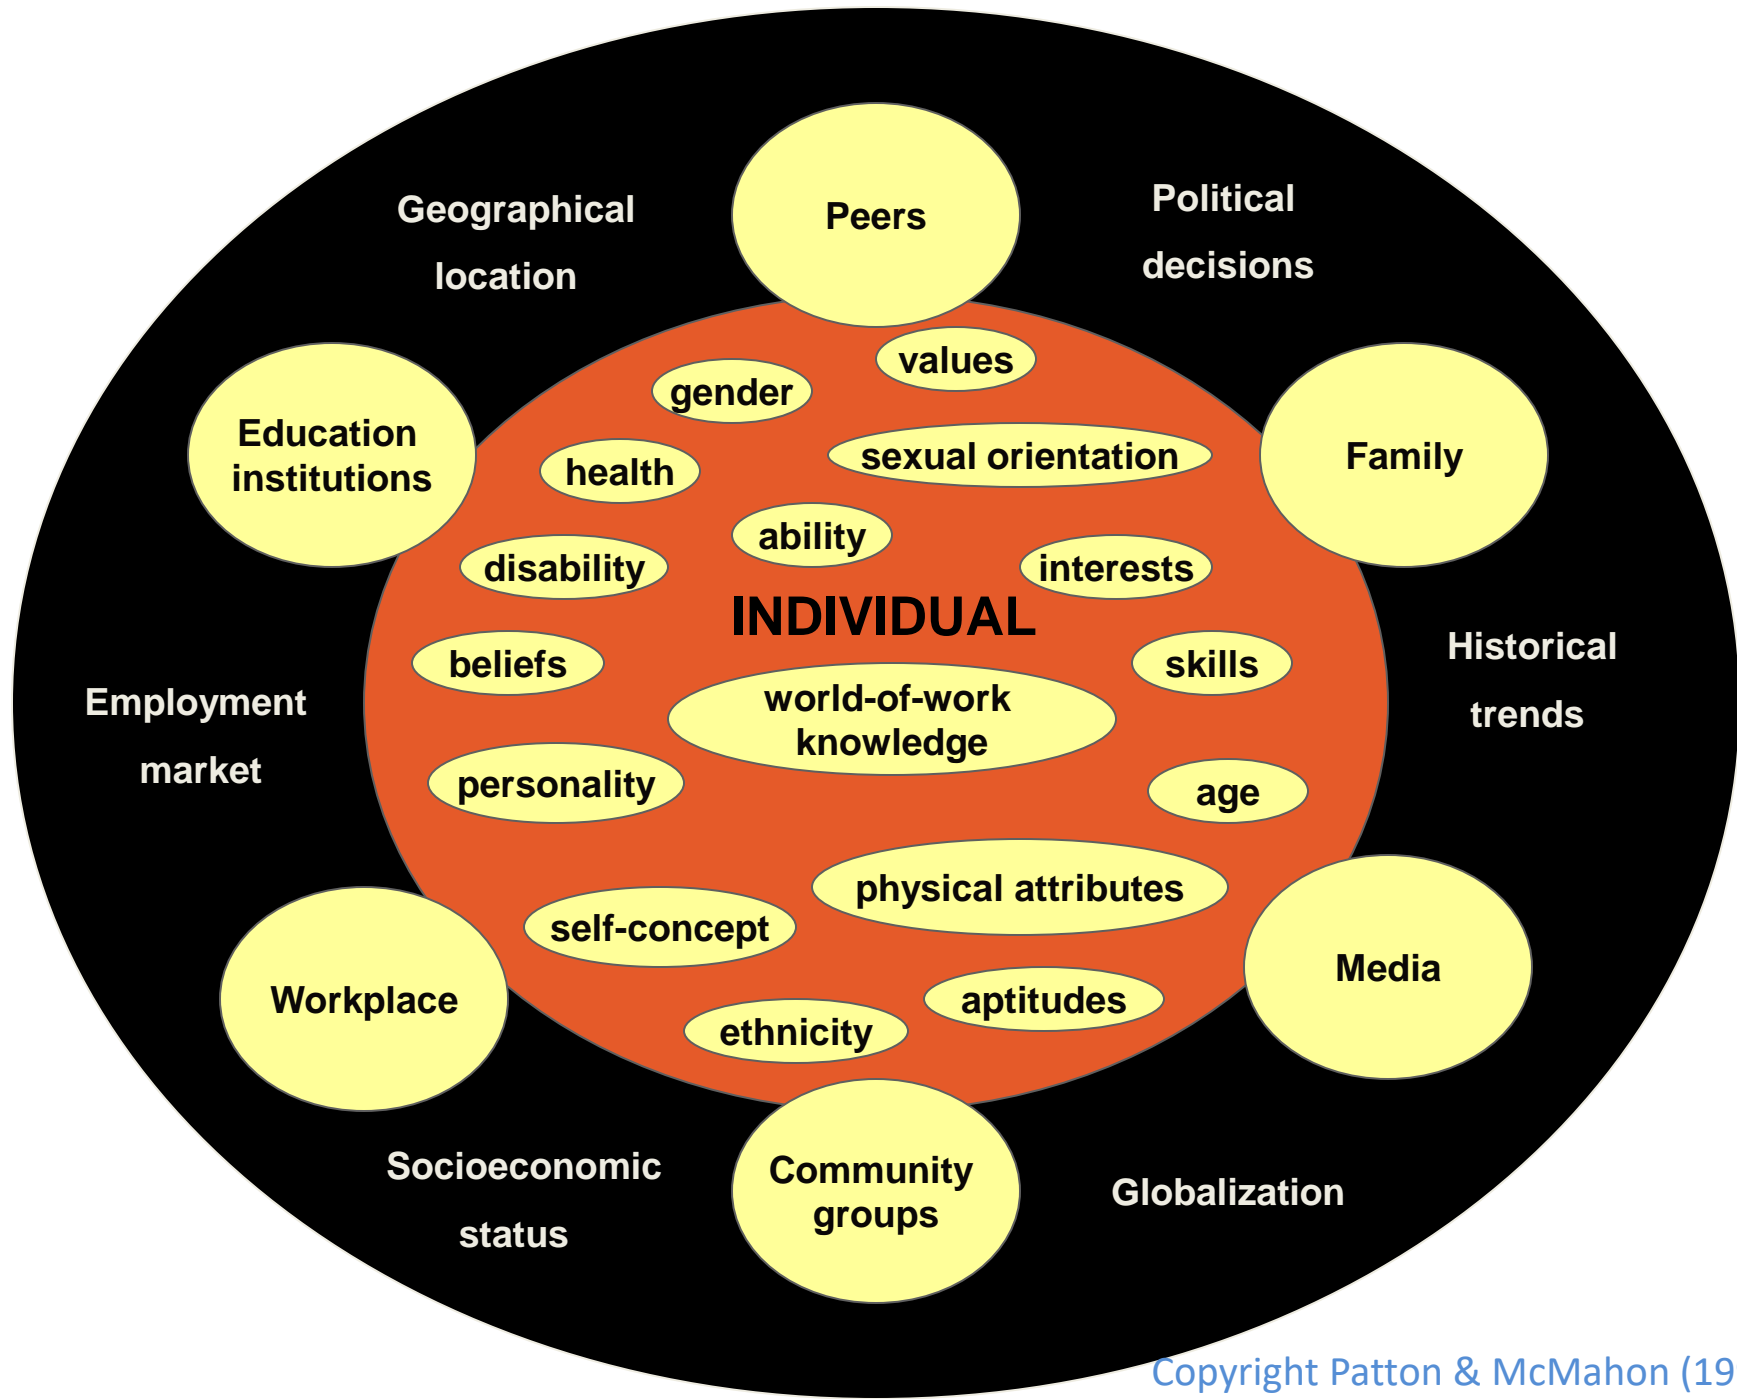 Geographical
location
Peers
Political
decisions
values
gender
Education
institutions
health
sexual orientation
Family
ability
disability
interests
INDIVIDUAL
beliefs
skills
Historical
trends
Employment
market
world-of-work
knowledge
personality
age
physical attributes
self-concept
Workplace
Media
aptitudes
ethnicity
Socioeconomic
status
Community
groups
Globalization
Copyright Patton & McMahon (19